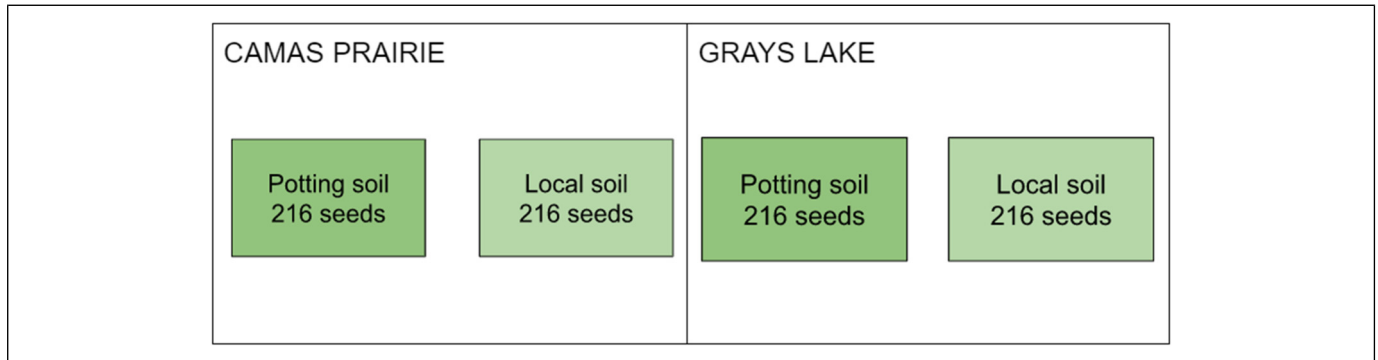 CAMAS PRAIRIE
Potting soil
216 seeds
Local soil
216 seeds
GRAYS LAKE
Potting soil
216 seeds
Local soil
216 seeds